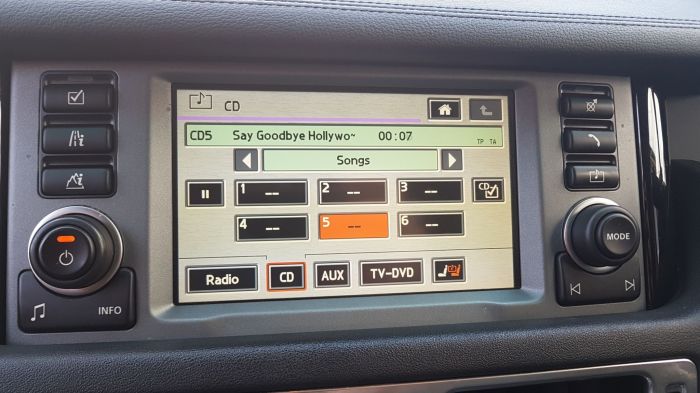 CD
CD5 Say Goodbye Hollywo~ 00:07 TP TA
Songs
1 -- 2 -- 3 -- CD
4 -- 5 -- 6 --
Radio CD AUX TV-DVD
MODE
INFO